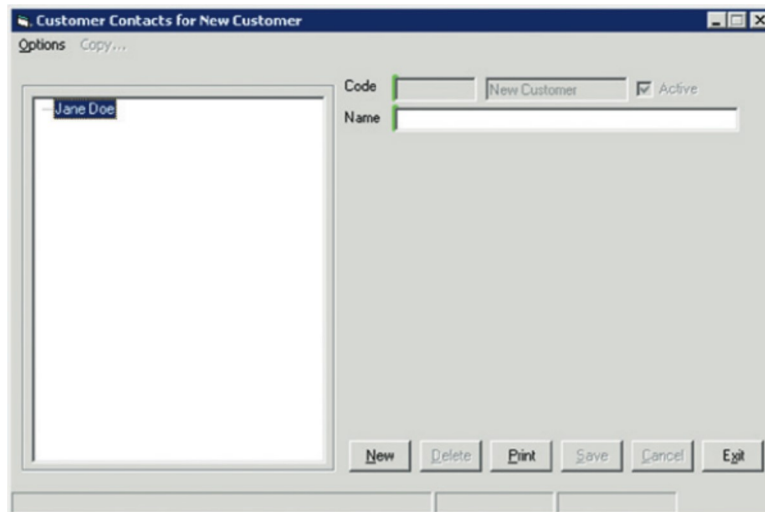 Customer Contacts for New Customer
Options Copy...
Jane Doe
Code New Customer Active
Name
New Delete Print Save Cancel Exit